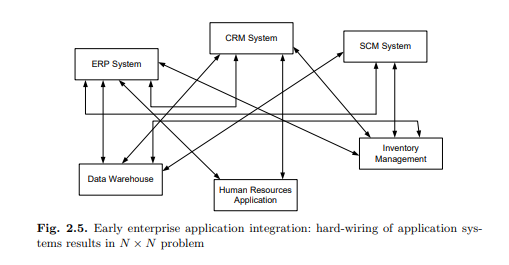 CRM System
SCM System
ERP System
Inventory
Management
Data Warehouse
Human Resources
Application
Fig. 2.5. Early enterprise application integration: hard-wiring of application sys-
tems results in N × N problem